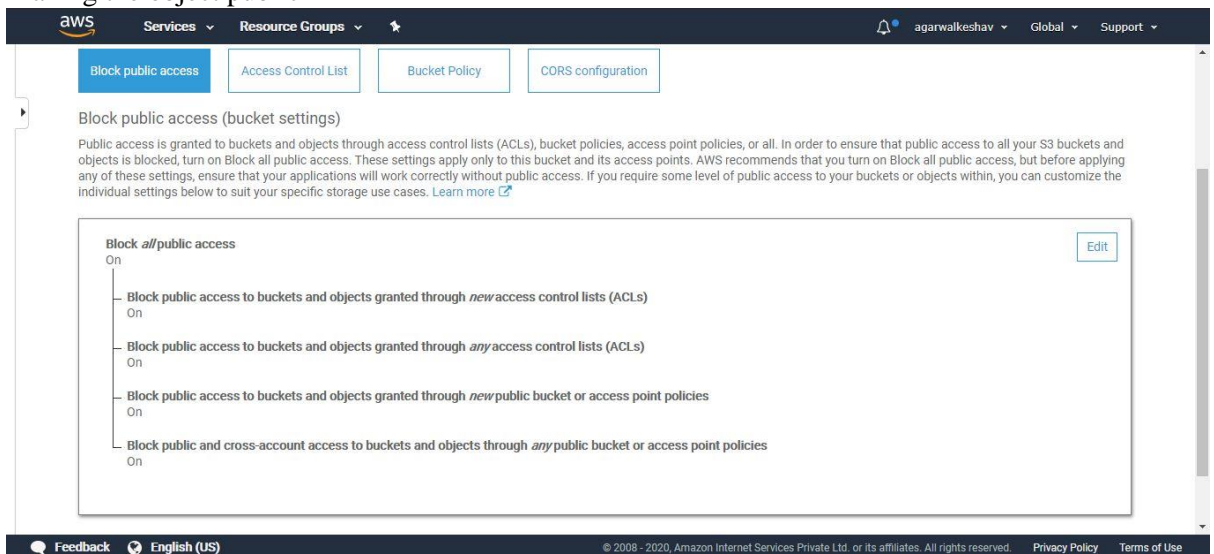 aws Services Resource Groups agarwalkeshav Global Support
Block public access Access Control List Bucket Policy CORS configuration
Block public access (bucket settings)
Public access is granted to buckets and objects through access control lists (ACLs), bucket policies, access point policies, or all. In order to ensure that public access to all your S3 buckets and
objects is blocked, turn on Block all public access. These settings apply only to this bucket and its access points. AWS recommends that you turn on Block all public access, but before applying
any of these settings, ensure that your applications will work correctly without public access. If you require some level of public access to your buckets or objects within, you can customize the
individual settings below to suit your specific storage use cases. Learn more
Block all public access
Edit
On
Block public access to buckets and objects granted through new access control lists (ACLs)
On
Block public access to buckets and objects granted through any access control lists (ACLs)
On
Block public access to buckets and objects granted through new public bucket or access point policies
On
Block public and cross-account access to buckets and objects through any public bucket or access point policies
On
Feedback English (US) © 2008 - 2020, Amazon Internet Services Private Ltd. or its affiliates. All rights reserved. Privacy Policy Terms of Use